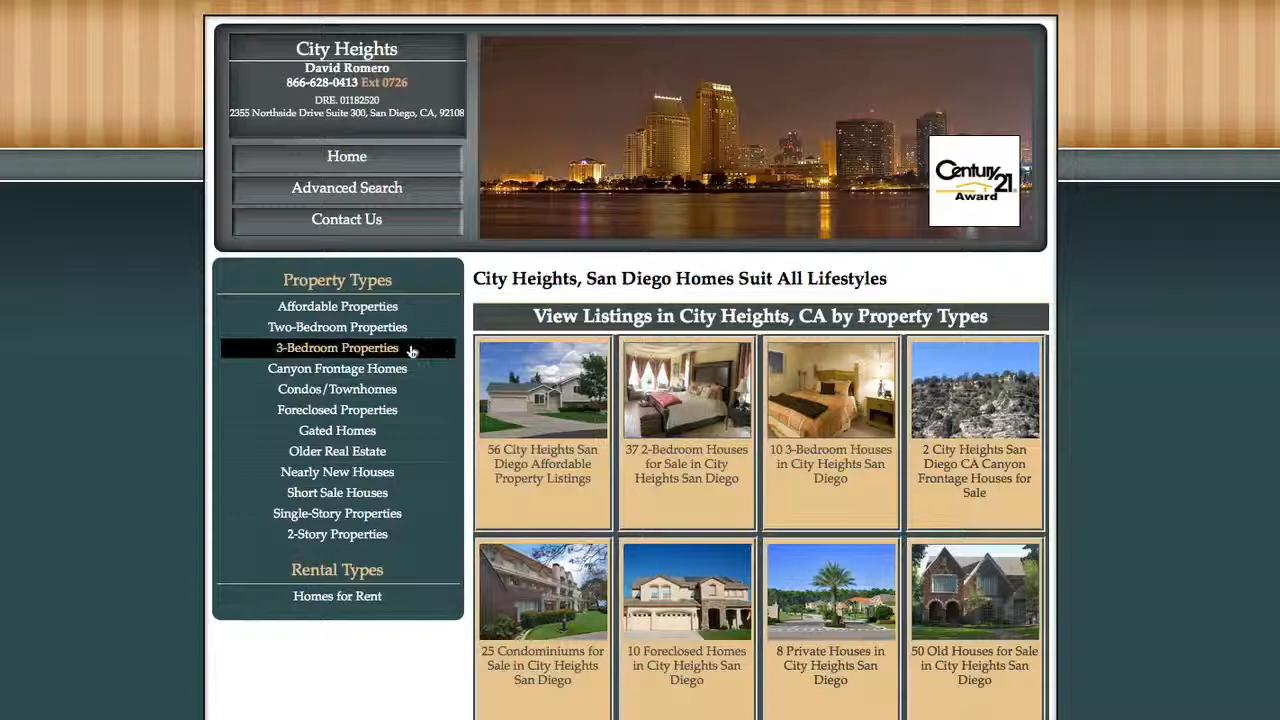 City Heights
David Romero
866-628-0413 Ext 0726
DRE. 01182520
2355 Northside Drive Suite 300, San Diego, CA, 92108
Home
Advanced Search
Contact Us
Century 21
Award
Property Types
Affordable Properties
Two-Bedroom Properties
3-Bedroom Properties
Canyon Frontage Homes
Condos/Townhomes
Foreclosed Properties
Gated Homes
Older Real Estate
Nearly New Houses
Short Sale Houses
Single-Story Properties
2-Story Properties
Rental Types
Homes for Rent
City Heights, San Diego Homes Suit All Lifestyles
View Listings in City Heights, CA by Property Types
56 City Heights San
Diego Affordable
Property Listings
37 2-Bedroom Houses
for Sale in City
Heights San Diego
10 3-Bedroom Houses
in City Heights San
Diego
2 City Heights San
Diego CA Canyon
Frontage Houses for
Sale
25 Condominiums for
Sale in City Heights
San Diego
10 Foreclosed Homes
in City Heights San
Diego
8 Private Houses in
City Heights San
Diego
50 Old Houses for Sale
in City Heights San
Diego